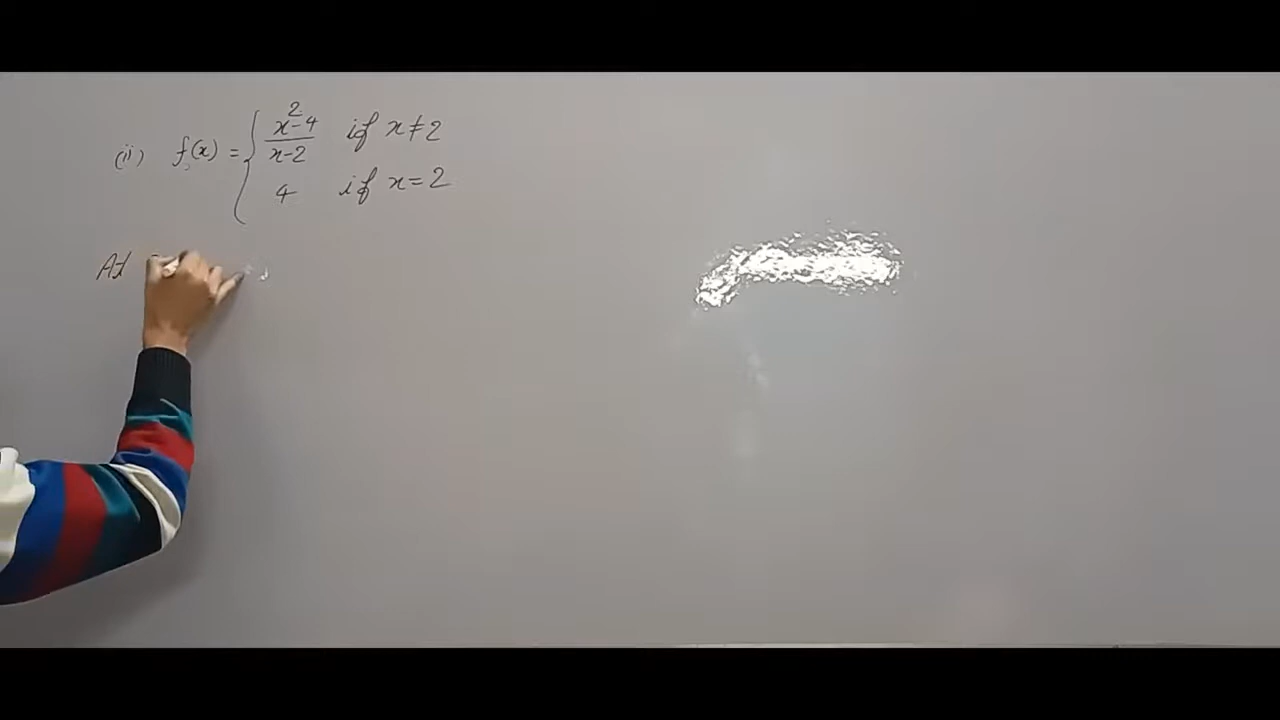 (ii) f(x) = { x²-4 / x-2 if x≠2
4 if x=2
At